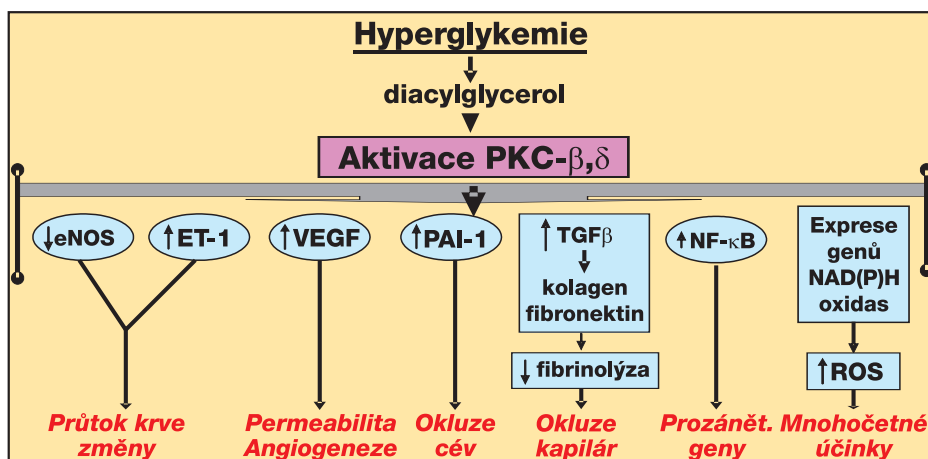 Hyperglykemie
diacylglycerol
Aktivace PKC-β,δ
↓eNOS
↑ET-1
↑VEGF
↑PAI-1
↑TGFβ
kolagen
fibronektin
↓fibrinolýza
↑NF-κB
Exprese
genů
NAD(P)H
oxidas
↑ROS
Průtok krve
změny
Permeabilita
Angiogeneze
Okluze
cév
Okluze
kapilár
Prozánět.
geny
Mnohočetné
účinky